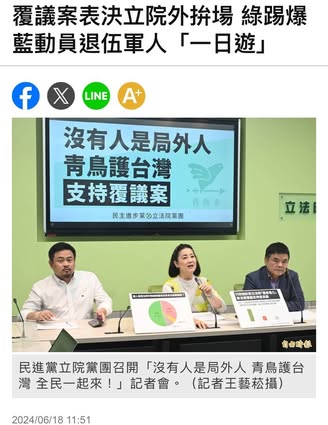 覆議案表決立院外拚場 綠踢爆
藍動員退伍軍人「一日遊」
LINE
A+
沒有人是局外人
青鳥護台灣
支持覆議案
民主進步黨立法院黨團
自由時報
民進黨立院黨團召開「沒有人是局外人 青鳥護台
灣 全民一起來！」記者會。（記者王藝菘攝）
2024/06/18 11:51